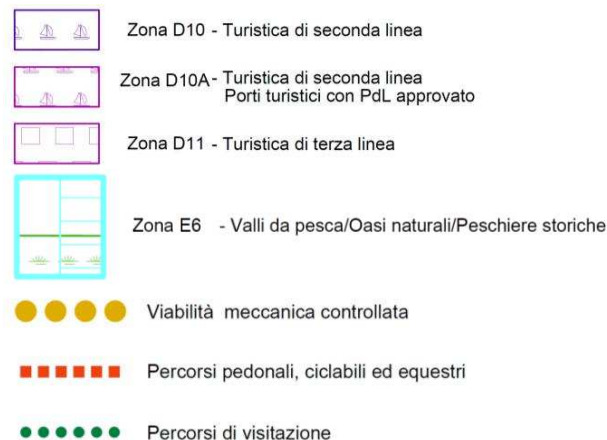 Zona D10 - Turistica di seconda linea
Zona D10A - Turistica di seconda linea
Porti turistici con PdL approvato
Zona D11 - Turistica di terza linea
Zona E6 - Valli da pesca/Oasi naturali/Peschiere storiche
Viabilità meccanica controllata
Percorsi pedonali, ciclabili ed equestri
Percorsi di visitazione